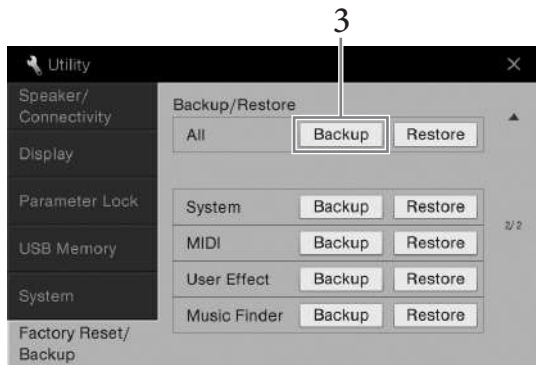 3
Utility
Speaker/
Connectivity
Display
Parameter Lock
USB Memory
System
Factory Reset/
Backup
Backup/Restore
All Backup Restore
System Backup Restore
MIDI Backup Restore
User Effect Backup Restore
Music Finder Backup Restore
2/2